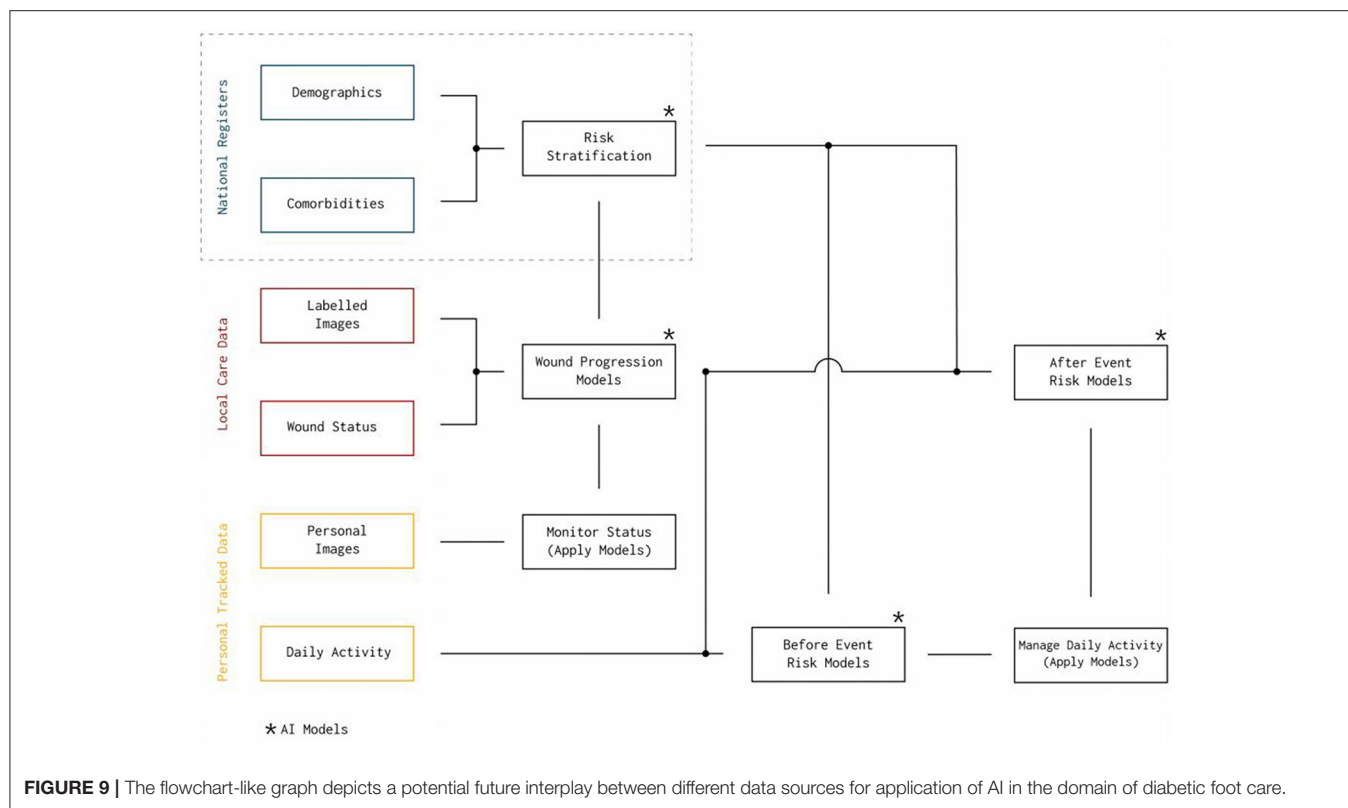 National Registers
Demographics
Comorbidities
*
Risk
Stratification
Local Care Data
Labelled
Images
Wound Status
*
Wound Progression
Models
*
After Event
Risk Models
Personal Tracked Data
Personal
Images
Monitor Status
(Apply Models)
Daily Activity
*
Before Event
Risk Models
Manage Daily Activity
(Apply Models)
* AI Models
FIGURE 9 | The flowchart-like graph depicts a potential future interplay between different data sources for application of AI in the domain of diabetic foot care.